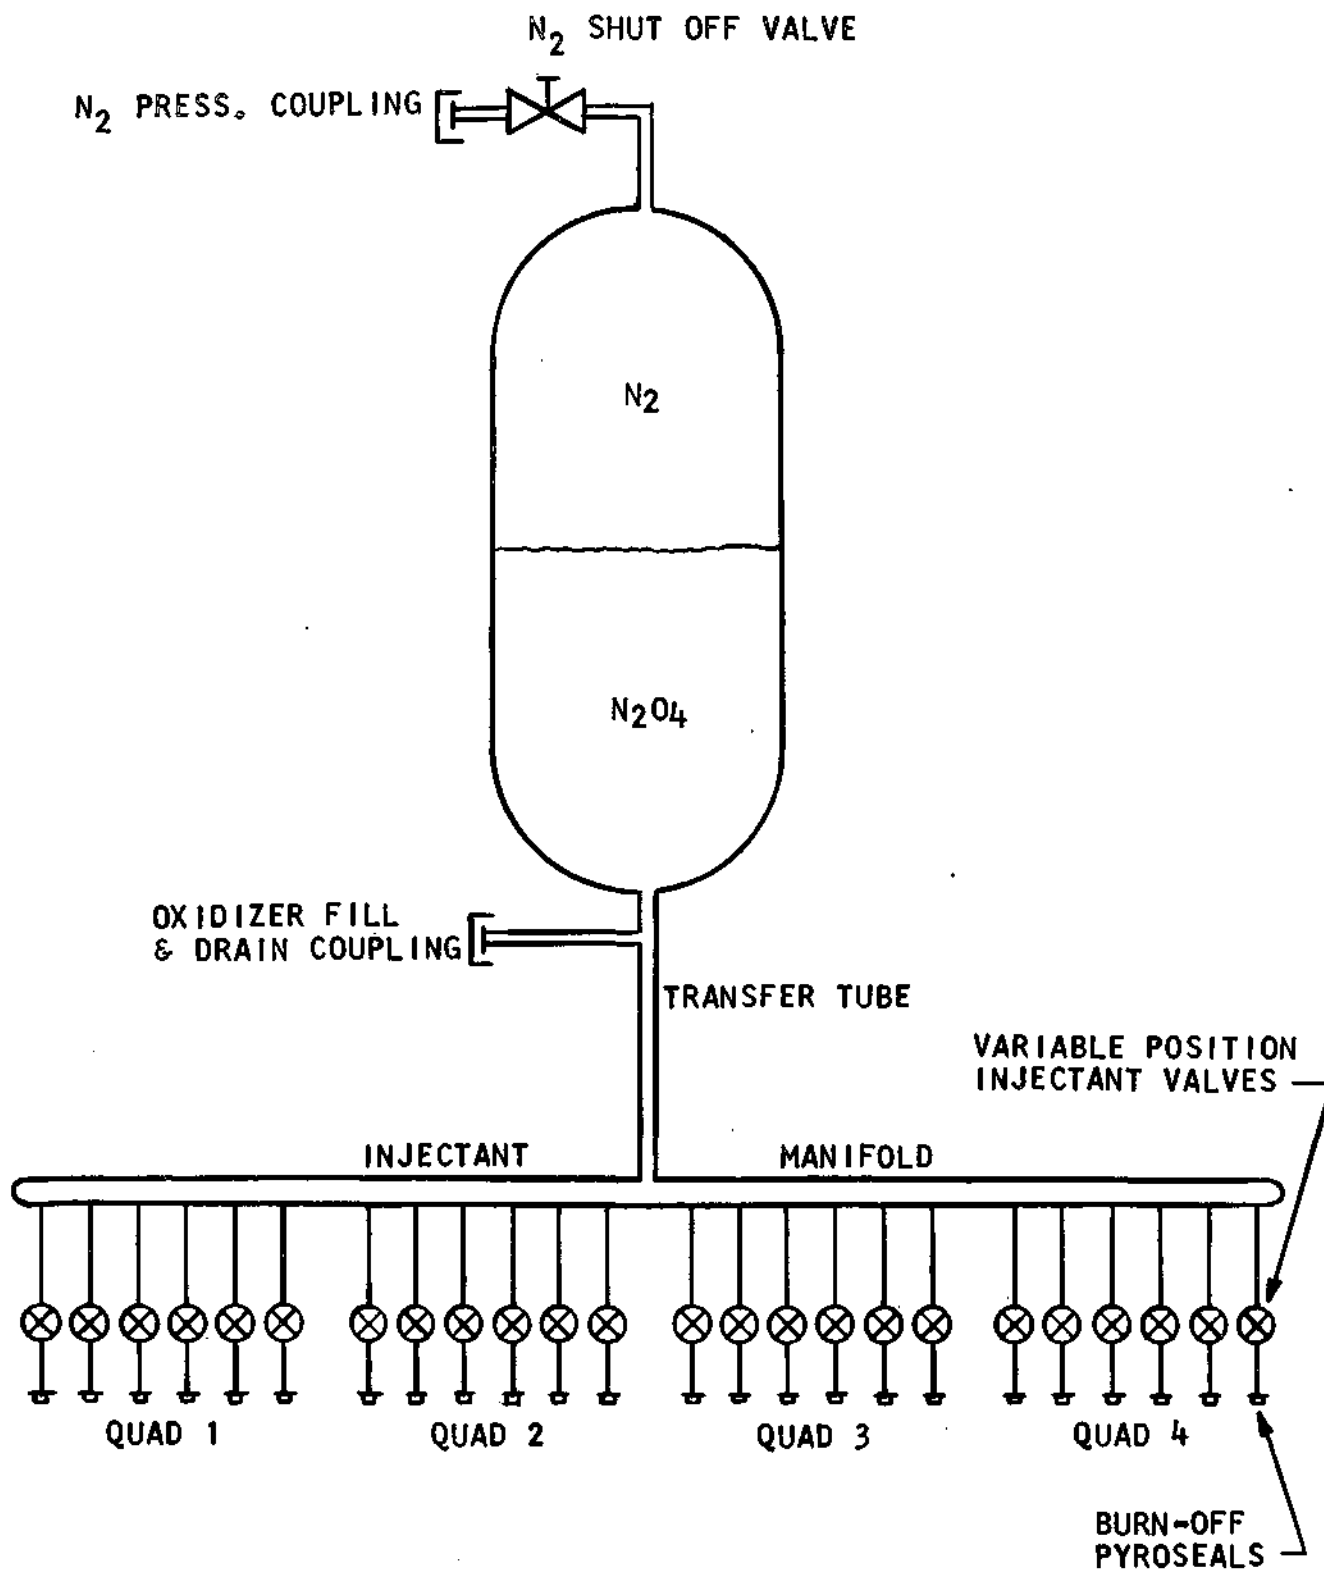 N₂ SHUT OFF VALVE
N₂ PRESS. COUPLING
N₂
N₂O₄
OXIDIZER FILL
& DRAIN COUPLING
TRANSFER TUBE
VARIABLE POSITION
INJECTANT VALVES
INJECTANT MANIFOLD
QUAD 1 QUAD 2 QUAD 3 QUAD 4
BURN-OFF
PYROSEALS